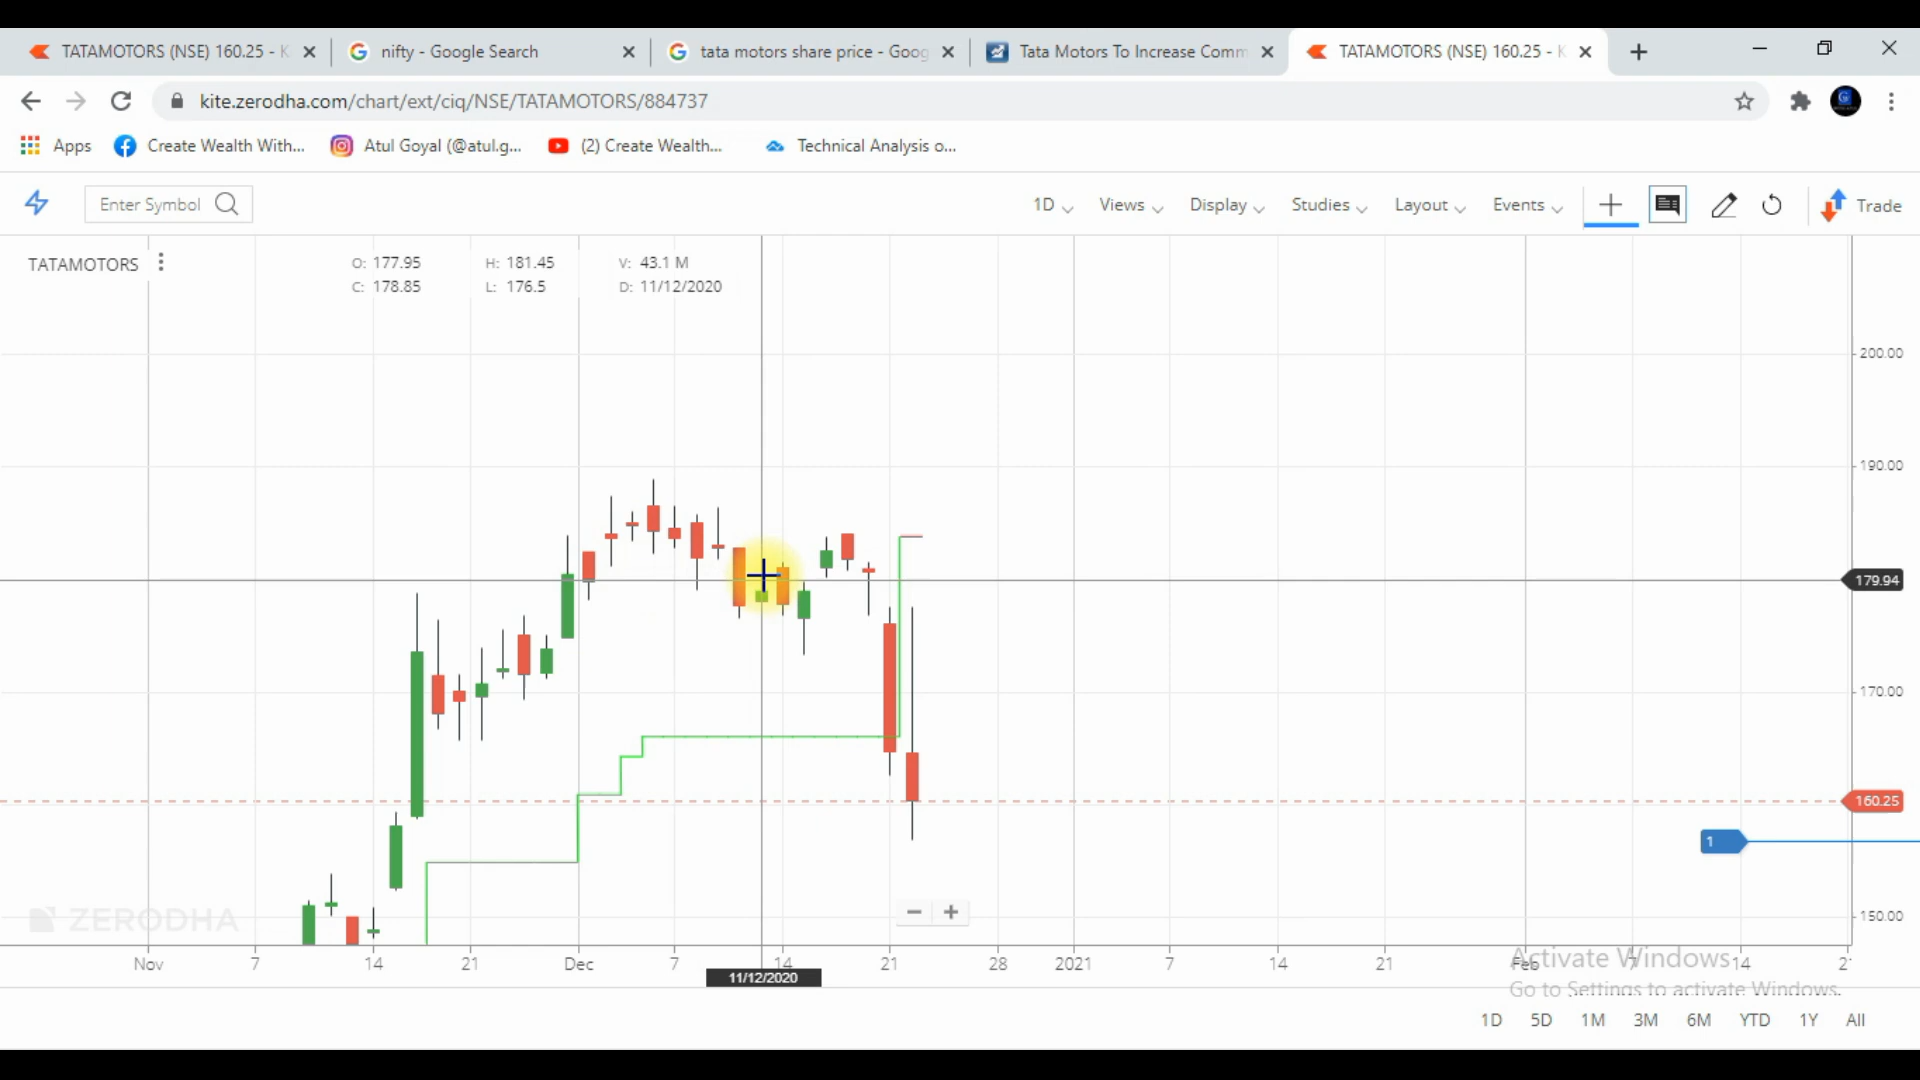 TATAMOTORS (NSE) 160.25 - K
nifty - Google Search
tata motors share price - Goog
Tata Motors To Increase Comm
TATAMOTORS (NSE) 160.25 - K
kite.zerodha.com/chart/ext/ciq/NSE/TATAMOTORS/884737
Apps
Create Wealth With...
Atul Goyal (@atul.g...
(2) Create Wealth...
Technical Analysis o...
Enter Symbol
1D
Views
Display
Studies
Layout
Events
Trade
TATAMOTORS
O: 177.95 H: 181.45 V: 43.1 M
C: 178.85 L: 176.5 D: 11/12/2020
200.00
190.00
179.94
170.00
160.25
1
150.00
ZERODHA
Nov 7 14 21 Dec 7 14 21 28 2021 7 14 21 Feb 7 14
11/12/2020
Activate Windows
Go to Settings to activate Windows.
1D 5D 1M 3M 6M YTD 1Y All